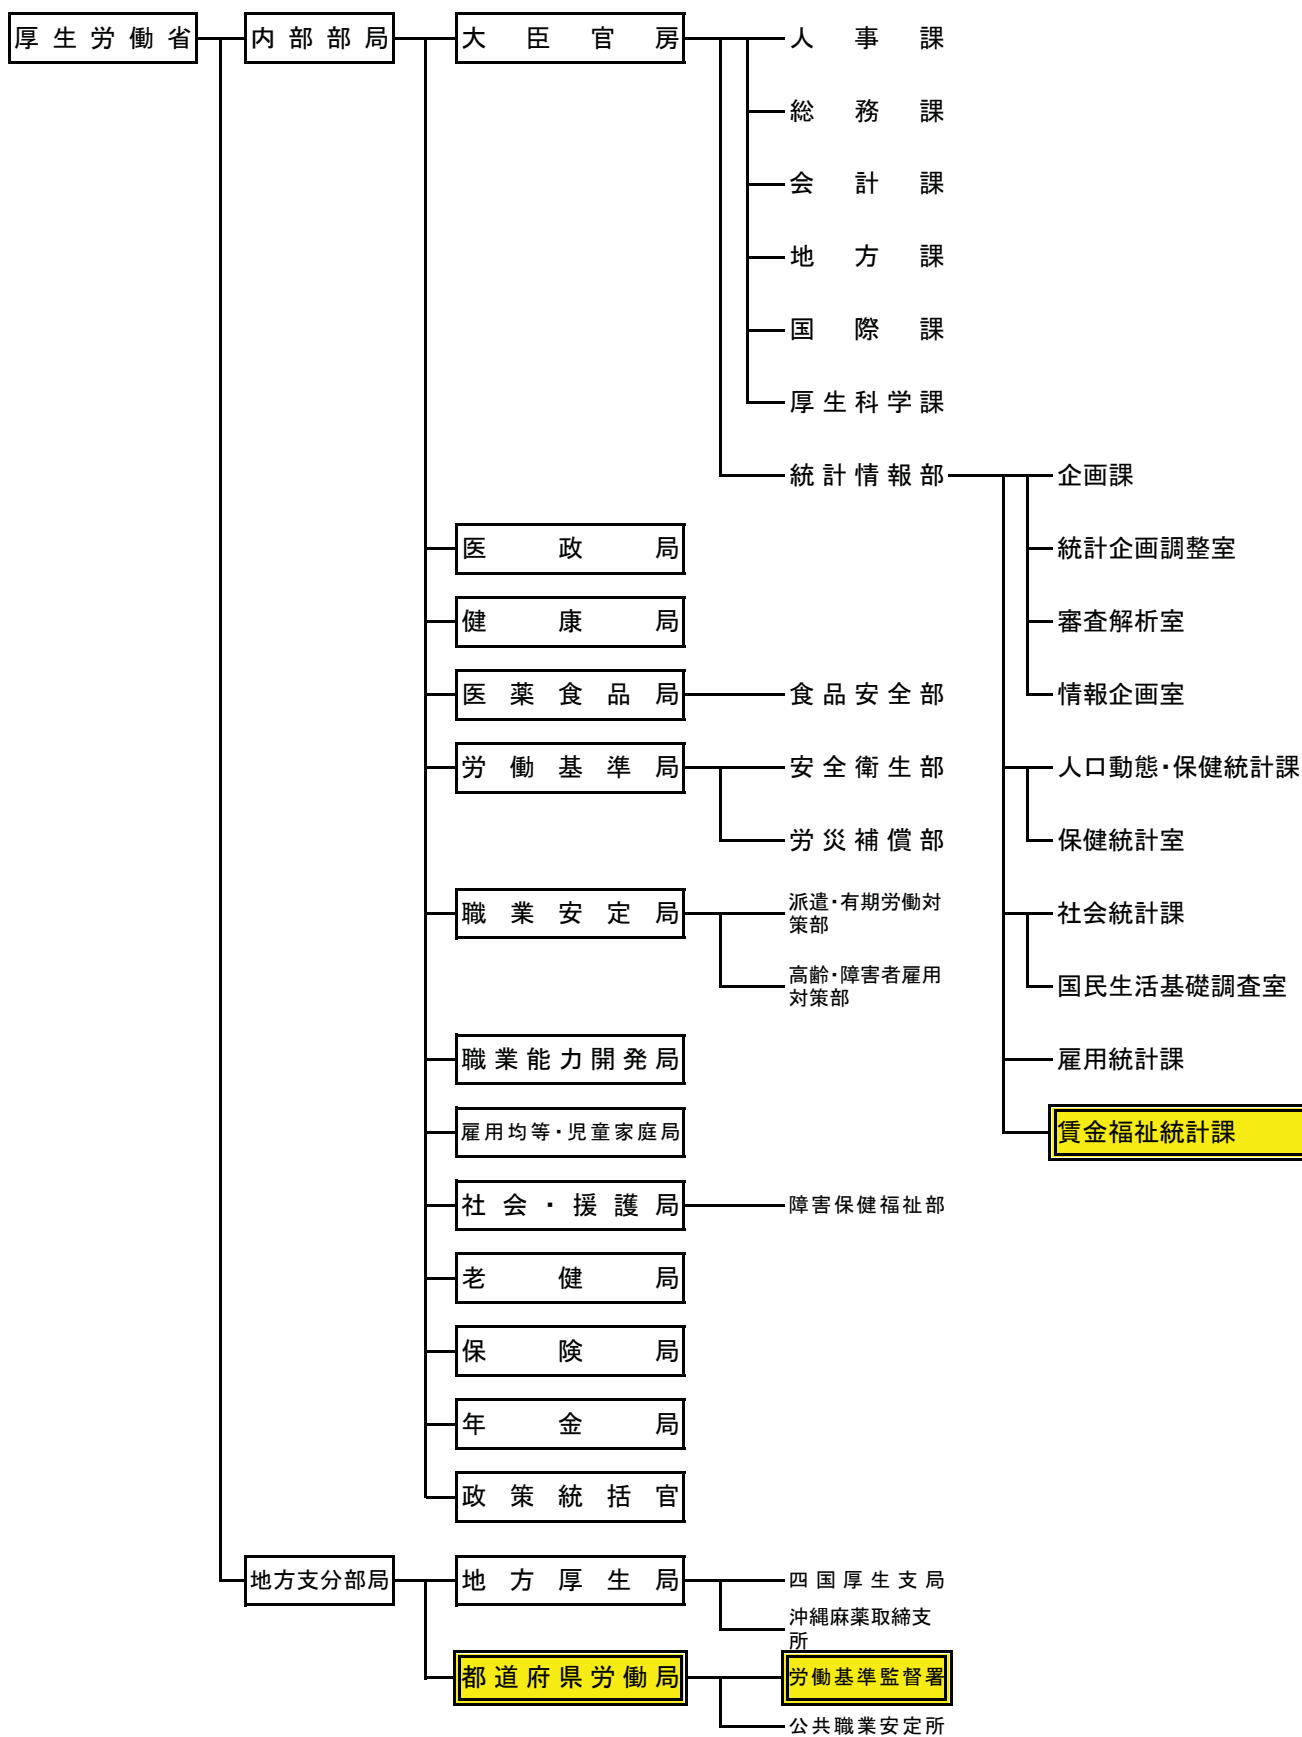 厚生労働省
内部部局
大臣官房
人事課
総務課
会計課
地方課
国際課
厚生科学課
統計情報部
企画課
統計企画調整室
審査解析室
情報企画室
人口動態・保健統計課
保健統計室
社会統計課
国民生活基礎調査室
雇用統計課
賃金福祉統計課
医政局
健康局
医薬食品局
食品安全部
労働基準局
安全衛生部
労災補償部
職業安定局
派遣・有期労働対
策部
高齢・障害者雇用
対策部
職業能力開発局
雇用均等・児童家庭局
社会・援護局
障害保健福祉部
老健局
保険局
年金局
政策統括官
地方支分部局
地方厚生局
四国厚生支局
沖縄麻薬取締支
所
都道府県労働局
労働基準監督署
公共職業安定所